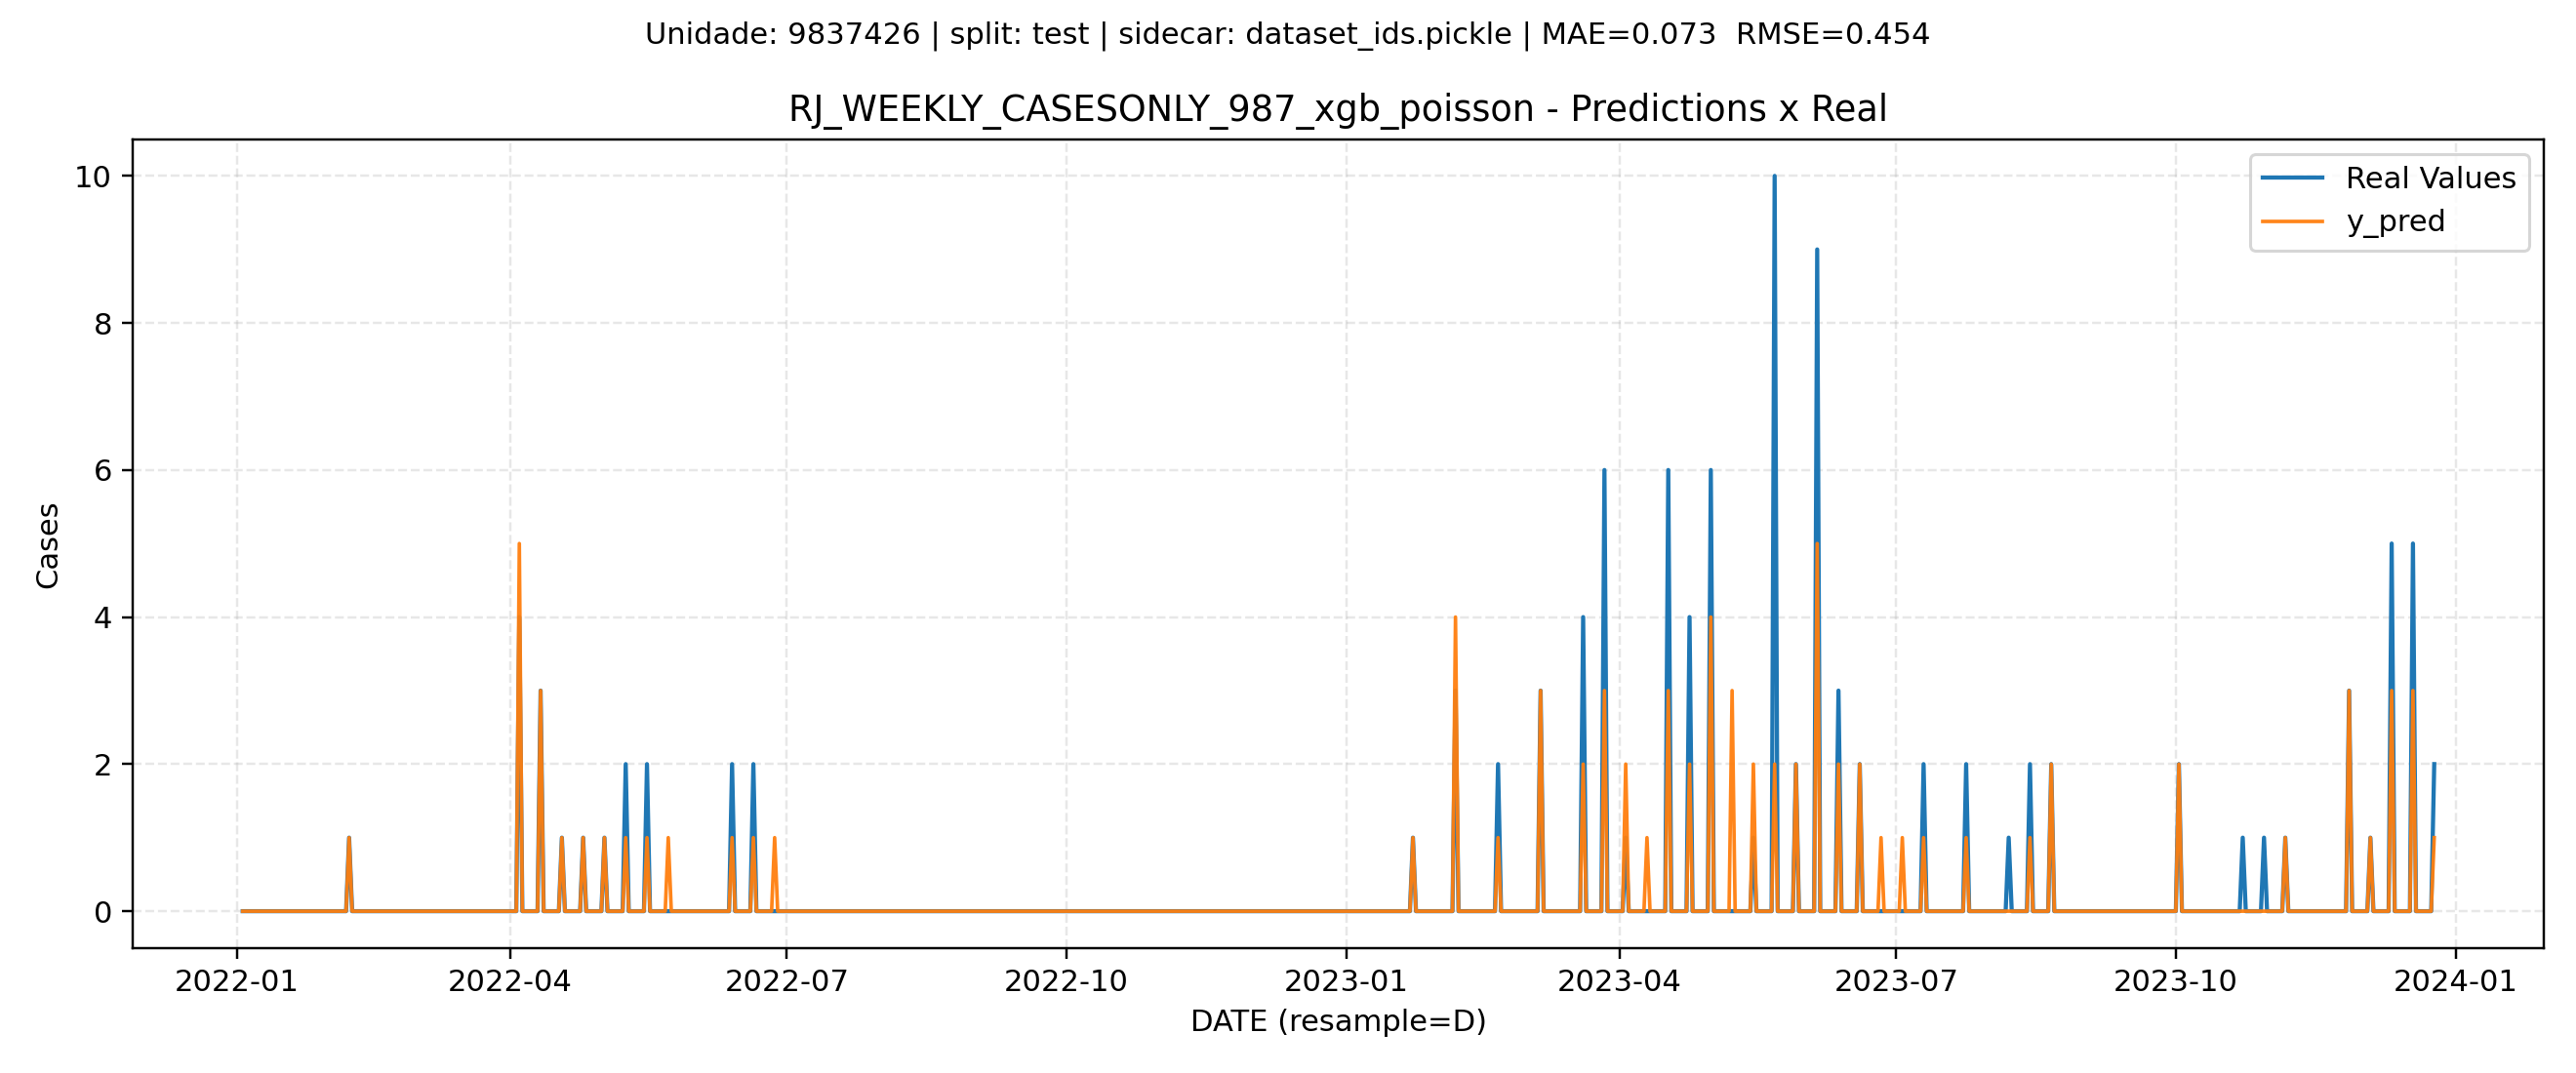 Unidade: 9837426 | split: test | sidecar: dataset_ids.pickle | MAE=0.073  RMSE=0.454
RJ_WEEKLY_CASESONLY_987_xgb_poisson - Predictions x Real
Real Values
y_pred
Cases
10
8
6
4
2
0
2022-01
2022-04
2022-07
2022-10
2023-01
2023-04
2023-07
2023-10
2024-01
DATE (resample=D)